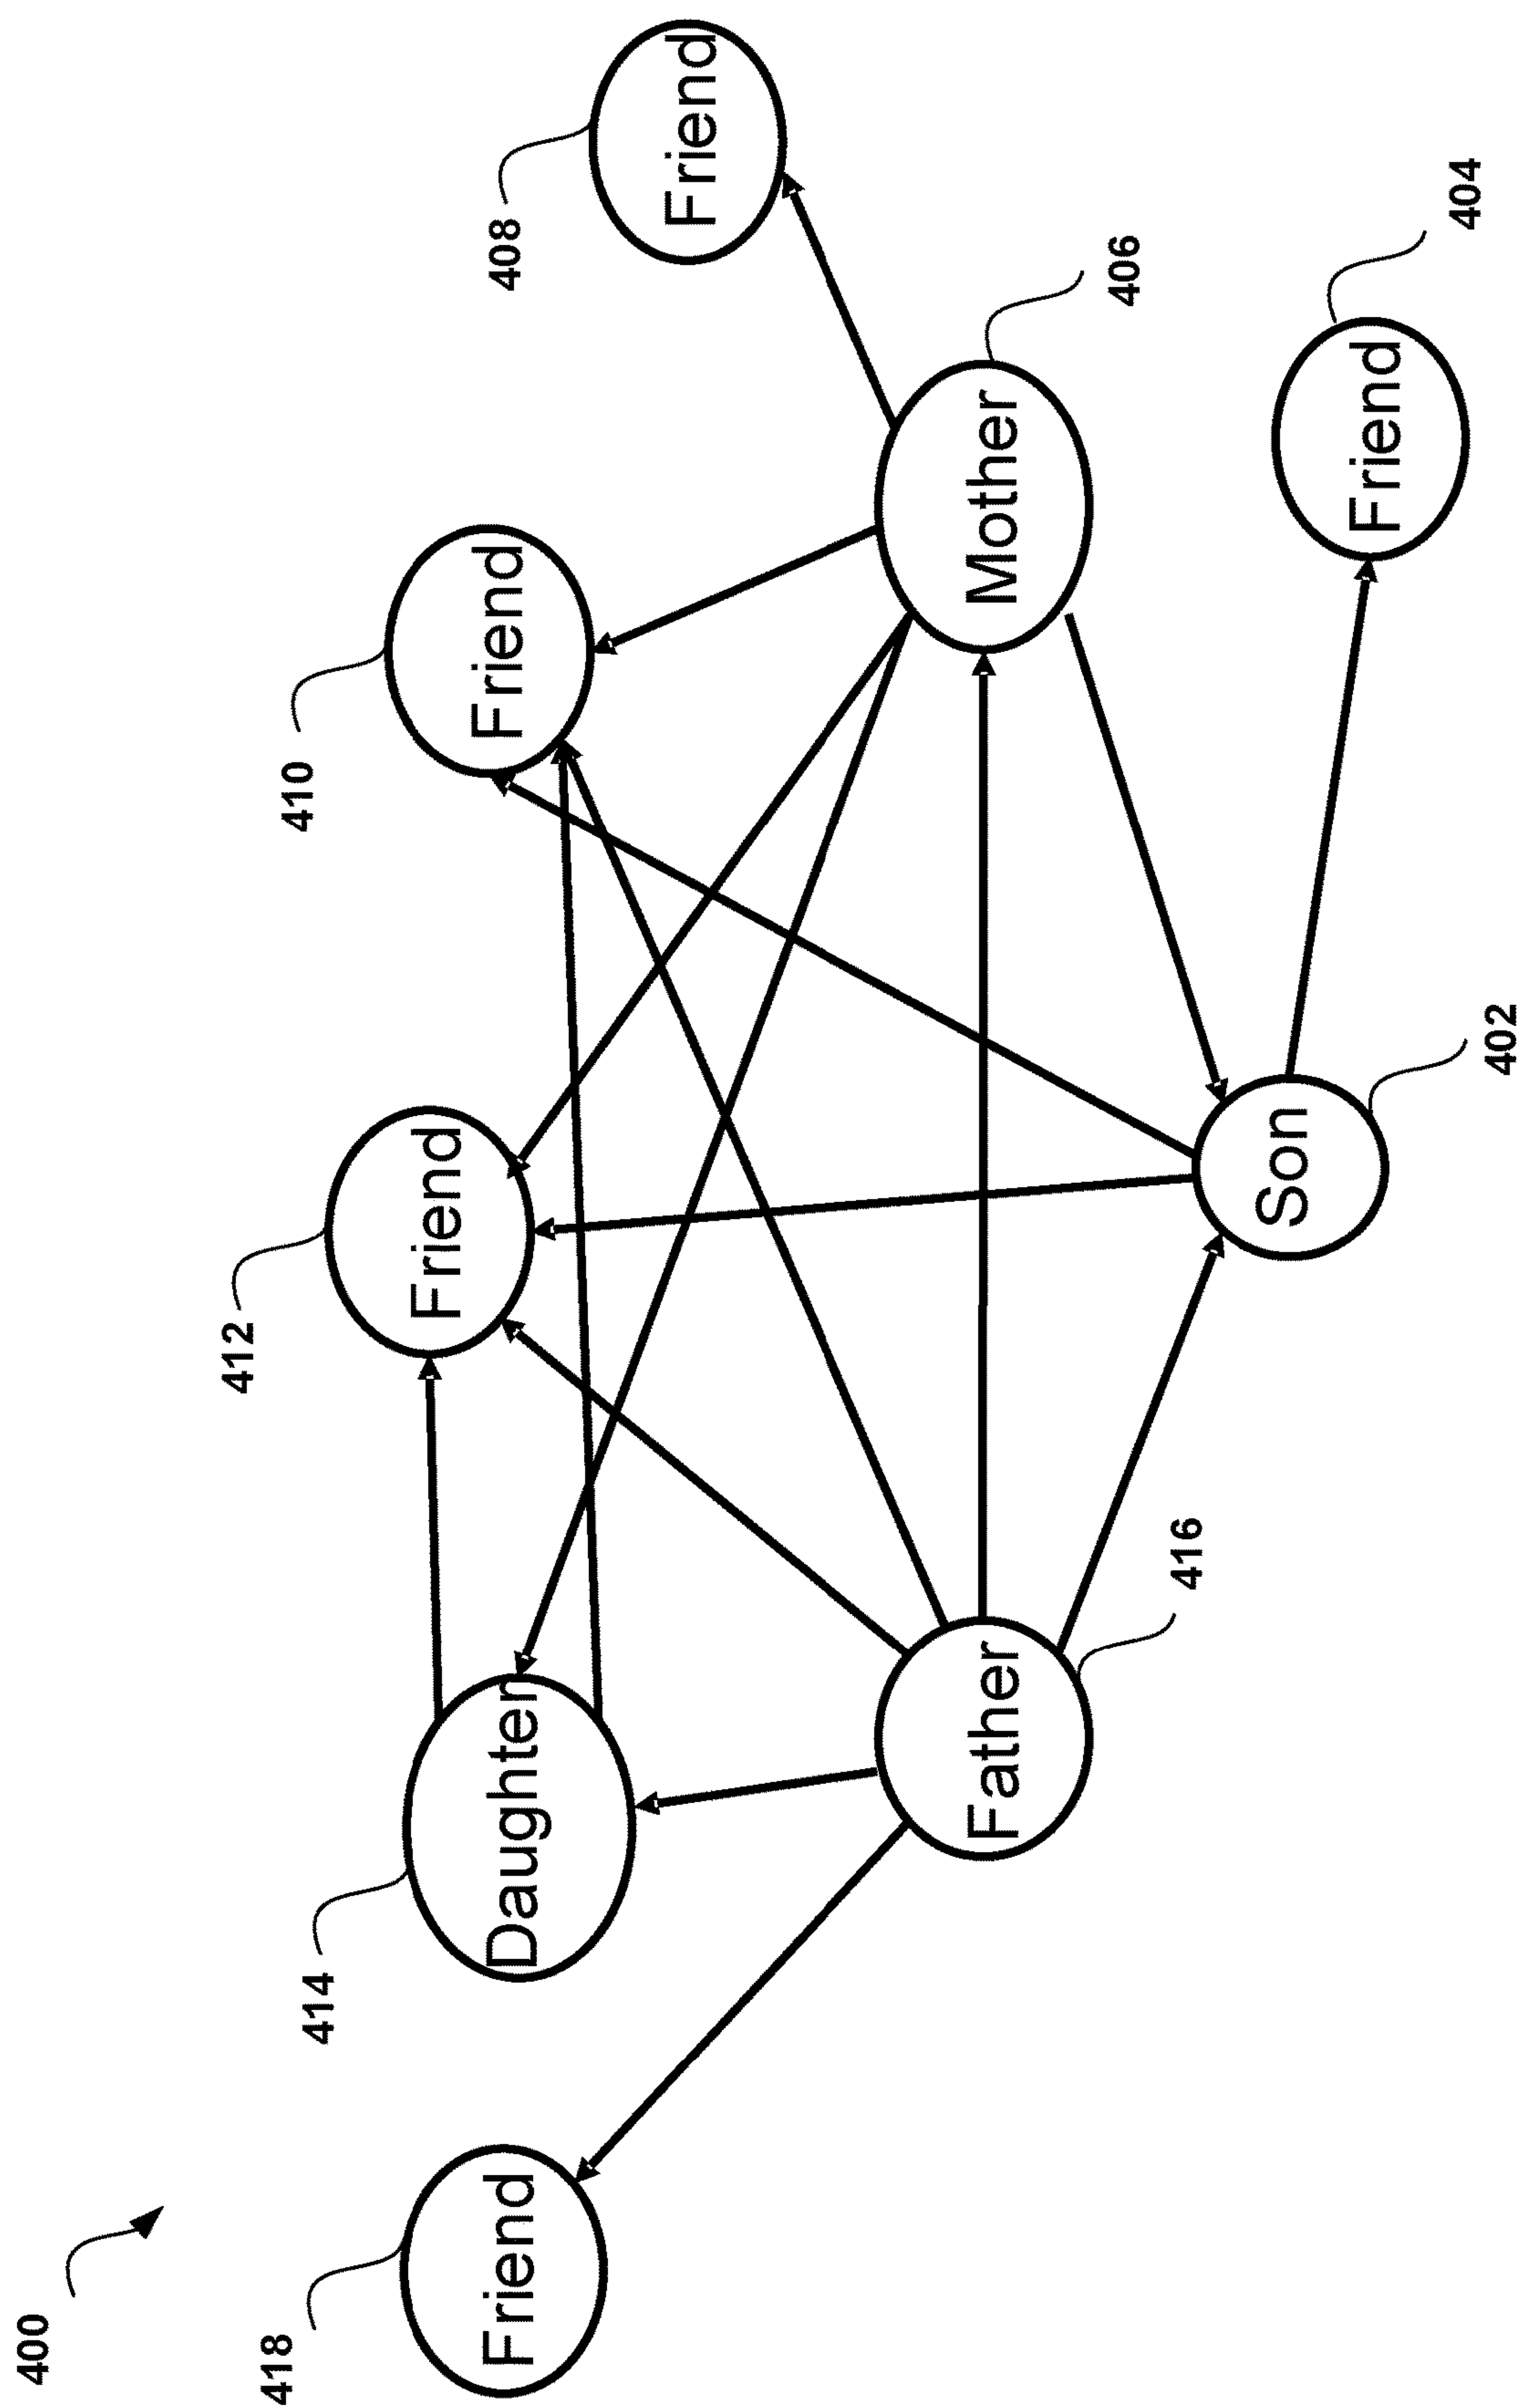 400
418
Friend
414
Daughter
412
Friend
410
Friend
408
Friend
Father
416
Mother
406
Son
402
Friend
404